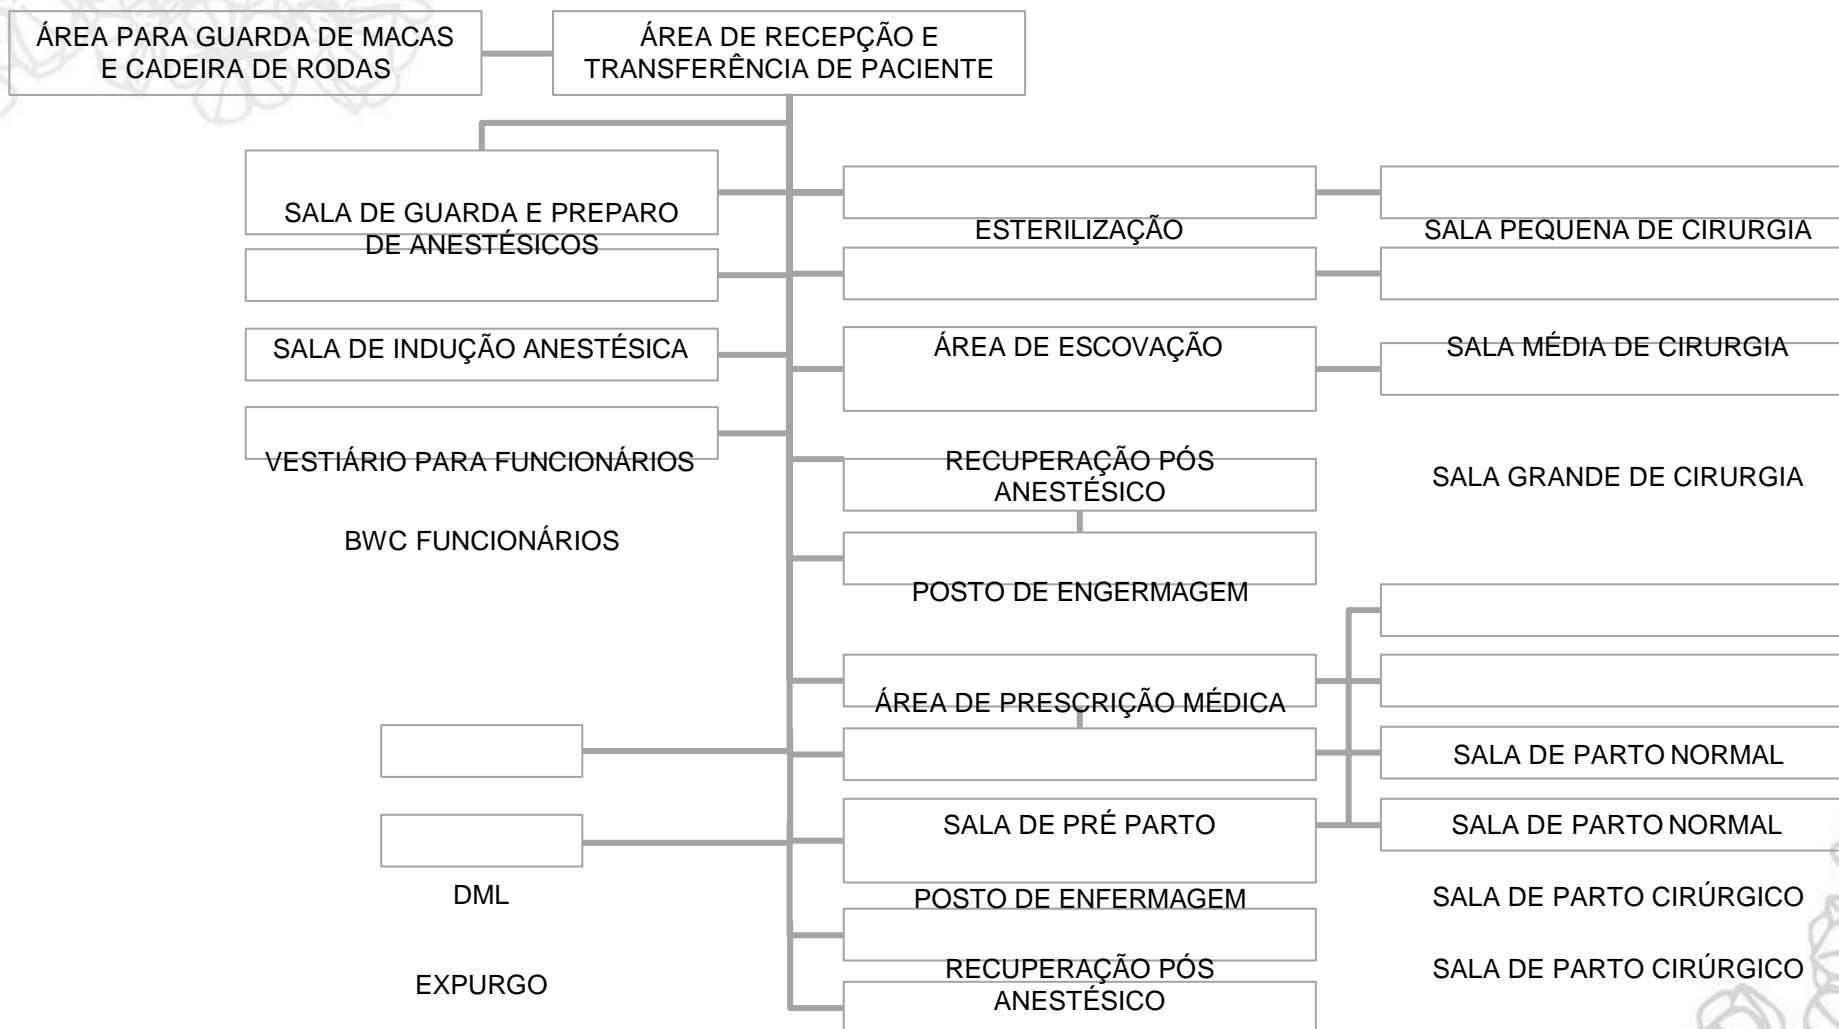 ÁREA PARA GUARDA DE MACAS
E CADEIRA DE RODAS
ÁREA DE RECEPÇÃO E
TRANSFERÊNCIA DE PACIENTE
SALA DE GUARDA E PREPARO
DE ANESTÉSICOS
SALA DE INDUÇÃO ANESTÉSICA
VESTIÁRIO PARA FUNCIONÁRIOS
BWC FUNCIONÁRIOS
DML
EXPURGO
ESTERILIZAÇÃO
ÁREA DE ESCOVAÇÃO
RECUPERAÇÃO PÓS
ANESTÉSICO
POSTO DE ENGERMAGEM
ÁREA DE PRESCRIÇÃO MÉDICA
SALA DE PRÉ PARTO
POSTO DE ENFERMAGEM
RECUPERAÇÃO PÓS
ANESTÉSICO
SALA PEQUENA DE CIRURGIA
SALA MÉDIA DE CIRURGIA
SALA GRANDE DE CIRURGIA
SALA DE PARTO NORMAL
SALA DE PARTO NORMAL
SALA DE PARTO CIRÚRGICO
SALA DE PARTO CIRÚRGICO